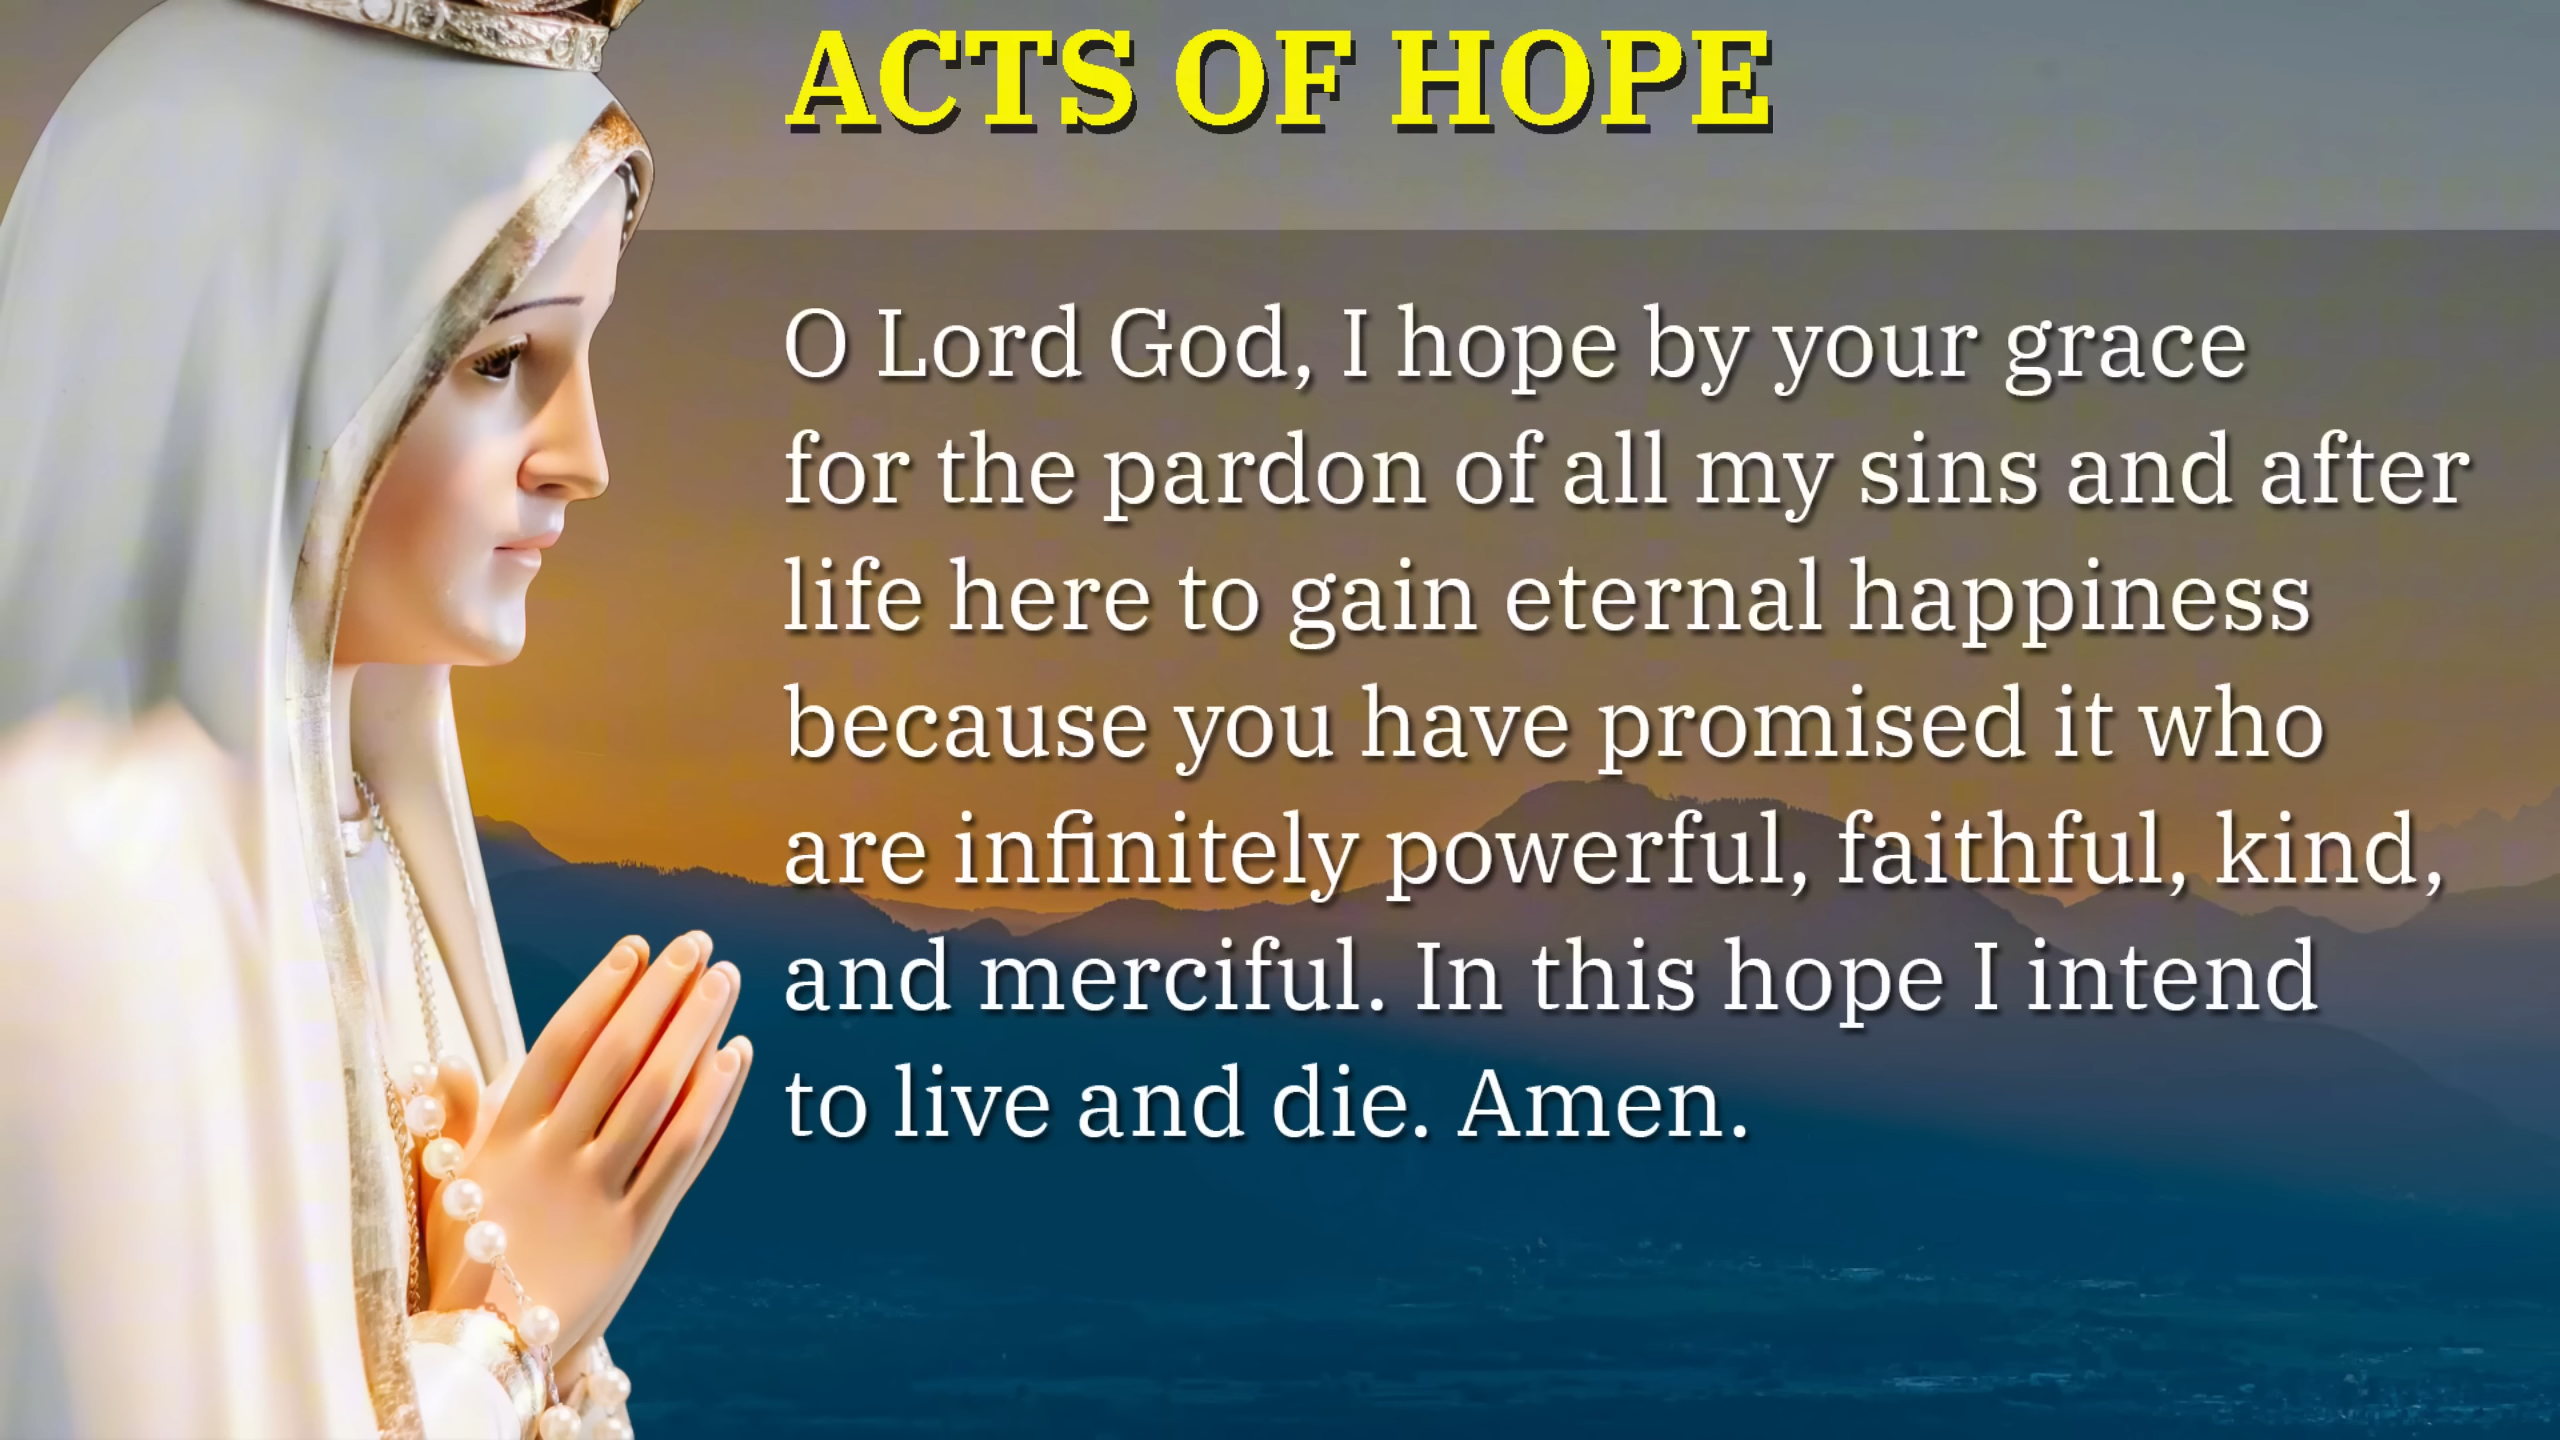 ACTS OF HOPE
O Lord God, I hope by your grace
for the pardon of all my sins and after
life here to gain eternal happiness
because you have promised it who
are infinitely powerful, faithful, kind,
and merciful. In this hope I intend
to live and die. Amen.